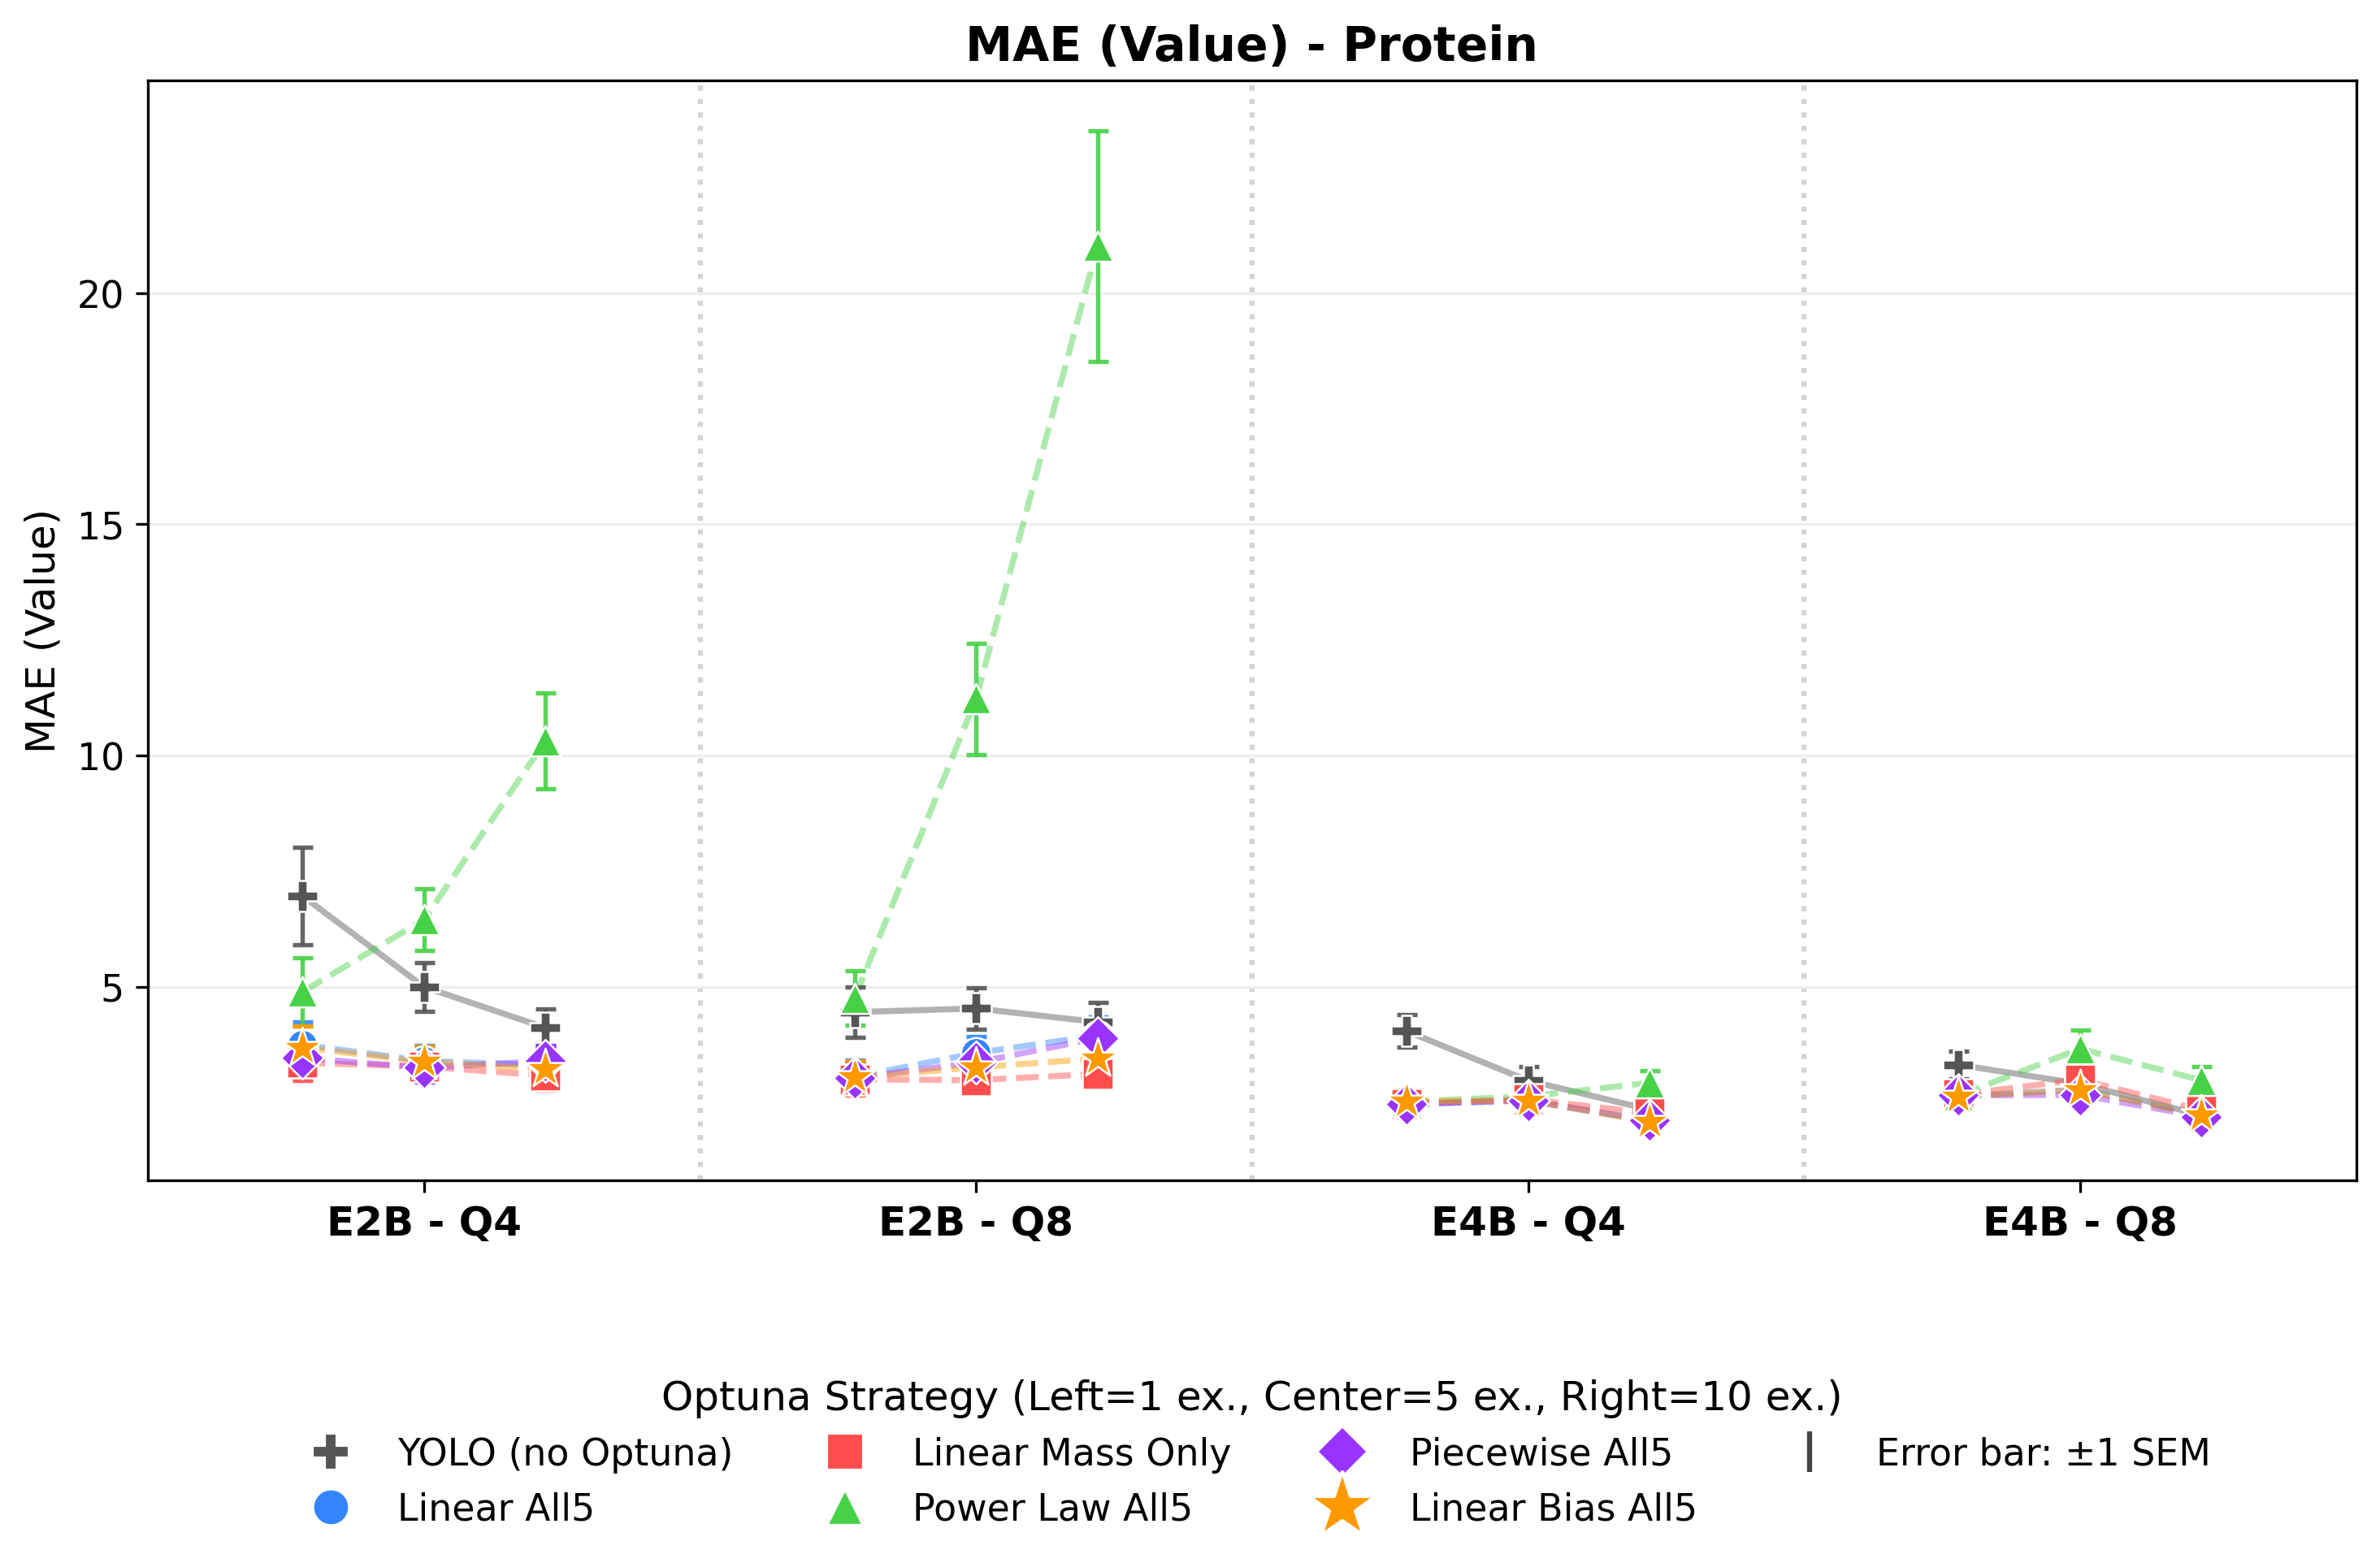 MAE (Value) - Protein
MAE (Value)
20
15
10
5
E2B - Q4
E2B - Q8
E4B - Q4
E4B - Q8
Optuna Strategy (Left=1 ex., Center=5 ex., Right=10 ex.)
YOLO (no Optuna)
Linear All5
Linear Mass Only
Power Law All5
Piecewise All5
Linear Bias All5
Error bar: ±1 SEM